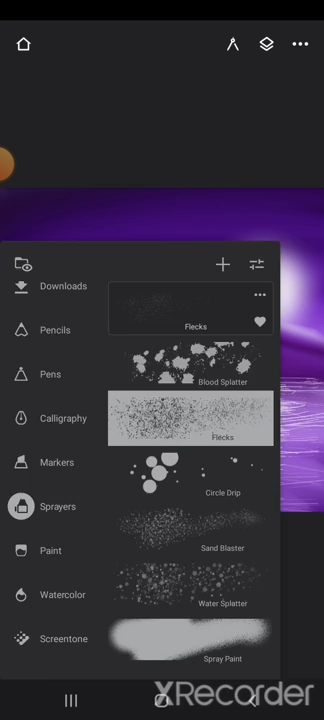 Downloads
Pencils
Pens
Calligraphy
Markers
Sprayers
Paint
Watercolor
Screentone
Flecks
Blood Splatter
Flecks
Circle Drip
Sand Blaster
Water Splatter
Spray Paint
XRecorder